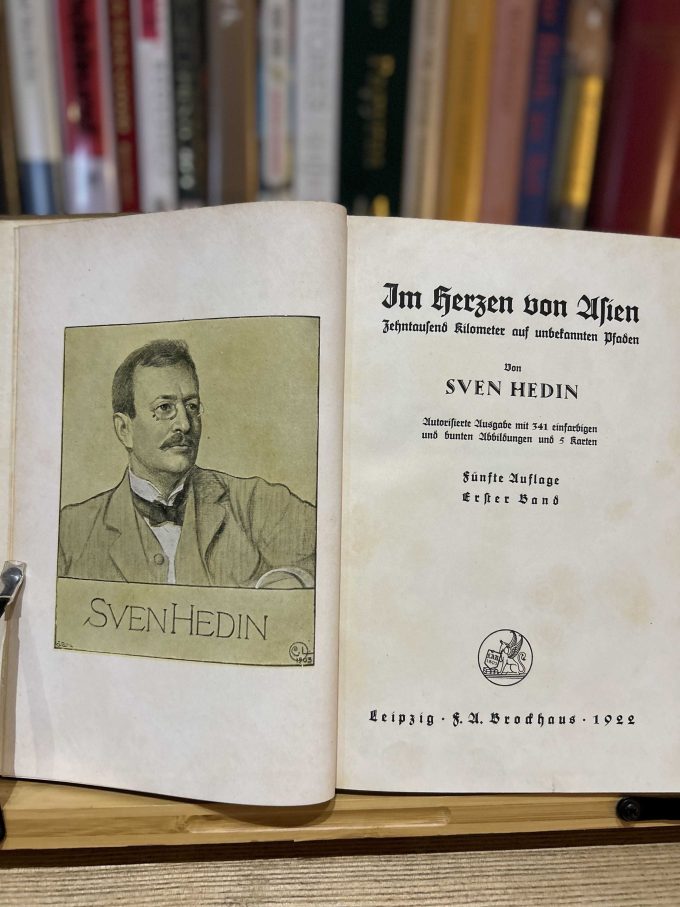 SVEN HEDIN
1903
Im Herzen von Asien
Zehntausend Kilometer auf unbekannten Pfaden
Von
SVEN HEDIN
Autorisierte Ausgabe mit 341 einfarbigen
und bunten Abbildungen und 5 Karten
Fünfte Auflage
Erster Band
Leipzig · F. A. Brockhaus · 1922